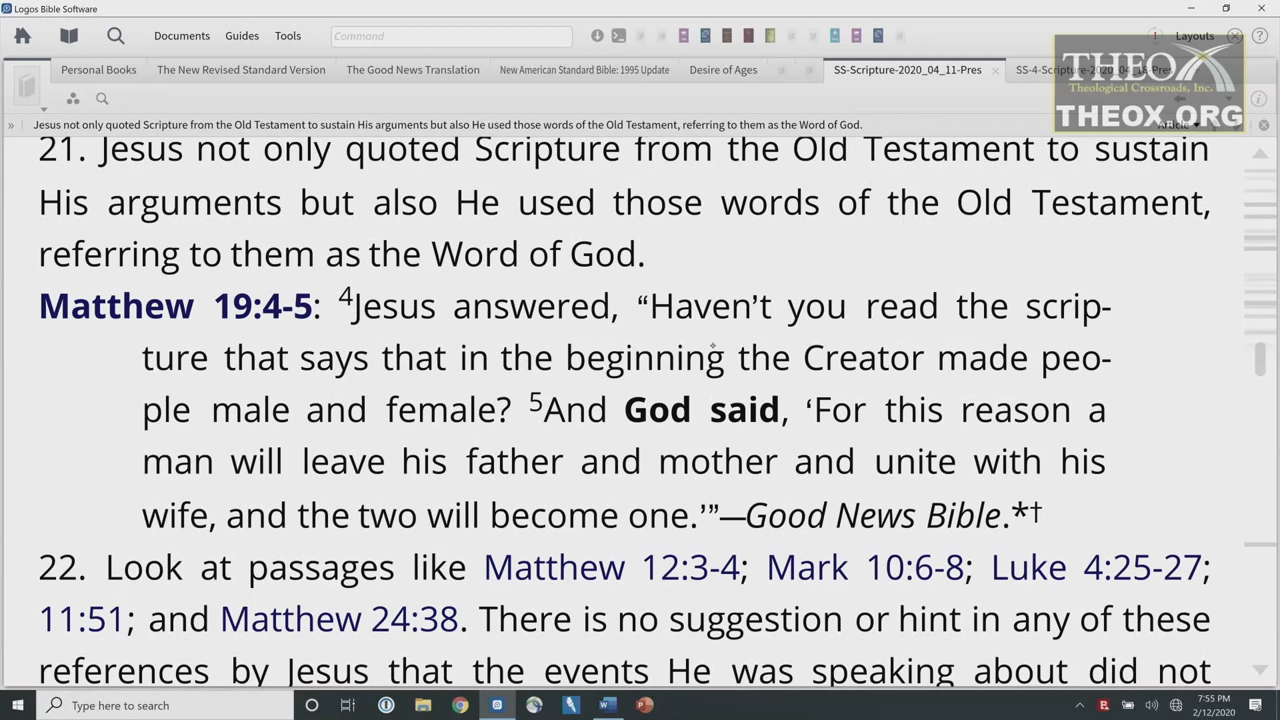 Logos Bible Software
Documents Guides Tools Command Layouts
Personal Books The New Revised Standard Version New American Standard Bible: 1995 Update Desire of Ages SS-Scripture-2020_04_11-Pres
THEOX
Theological Crossroads, Inc.
THEOX.ORG
Jesus not only quoted Scripture from the Old Testament to sustain His arguments but also He used those words of the Old Testament, referring to them as the Word of God.
21. Jesus not only quoted Scripture from the Old Testament to sustain
His arguments but also He used those words of the Old Testament,
referring to them as the Word of God.
Matthew 19:4-5: 4Jesus answered, “Haven’t you read the scrip-
ture that says that in the beginning the Creator made peo-
ple male and female? 5And God said, ‘For this reason a
man will leave his father and mother and unite with his
wife, and the two will become one.’”—Good News Bible.*†
22. Look at passages like Matthew 12:3-4; Mark 10:6-8; Luke 4:25-27;
11:51; and Matthew 24:38. There is no suggestion or hint in any of these
references by Jesus that the events He was speaking about did not
Type here to search
7:55 PM
2/12/2020